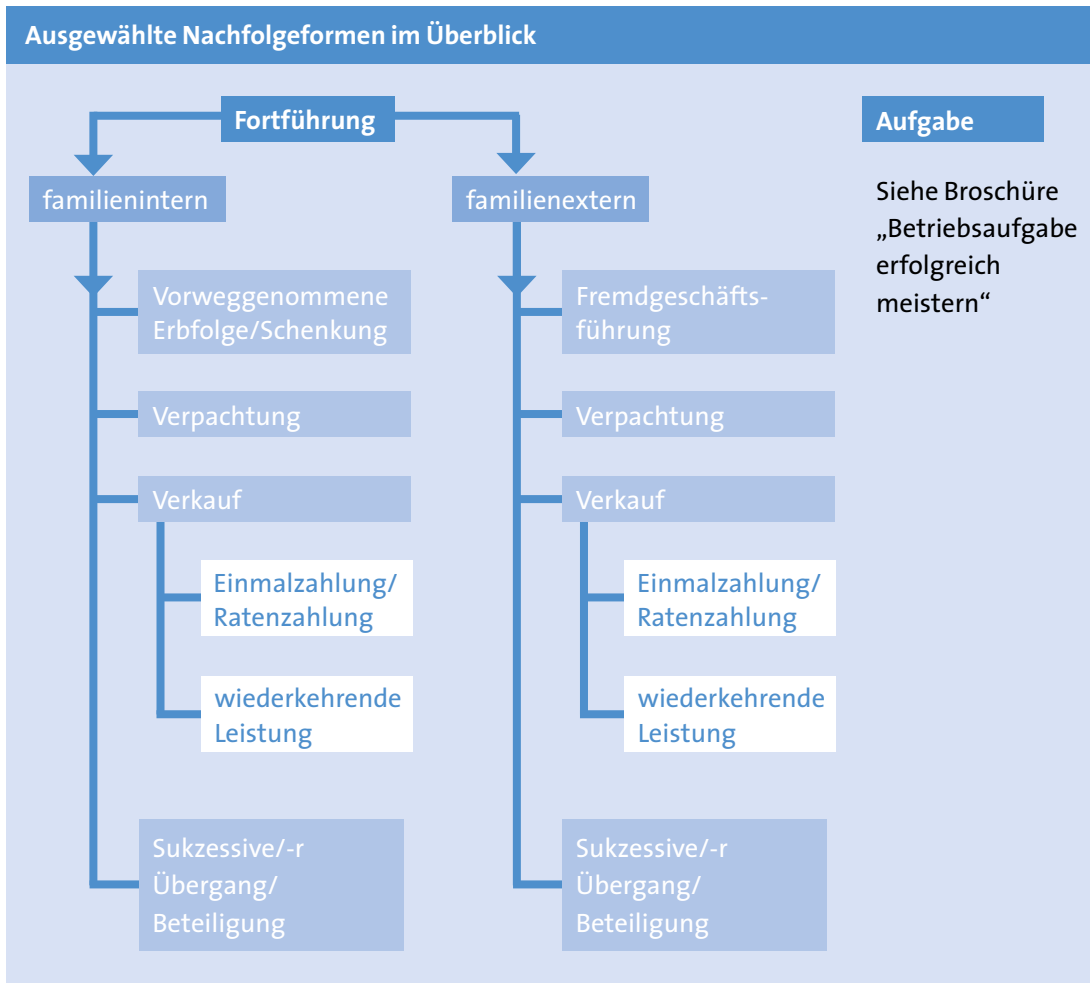 Ausgewählte Nachfolgeformen im Überblick
Fortführung
familienintern
Vorweggenommene
Erbfolge/Schenkung
Verpachtung
Verkauf
Einmalzahlung/
Ratenzahlung
wiederkehrende
Leistung
Sukzessive/-r
Übergang/
Beteiligung
familienextern
Fremdgeschäfts-
führung
Verpachtung
Verkauf
Einmalzahlung/
Ratenzahlung
wiederkehrende
Leistung
Sukzessive/-r
Übergang/
Beteiligung
Aufgabe
Siehe Broschüre
„Betriebsaufgabe
erfolgreich
meistern“